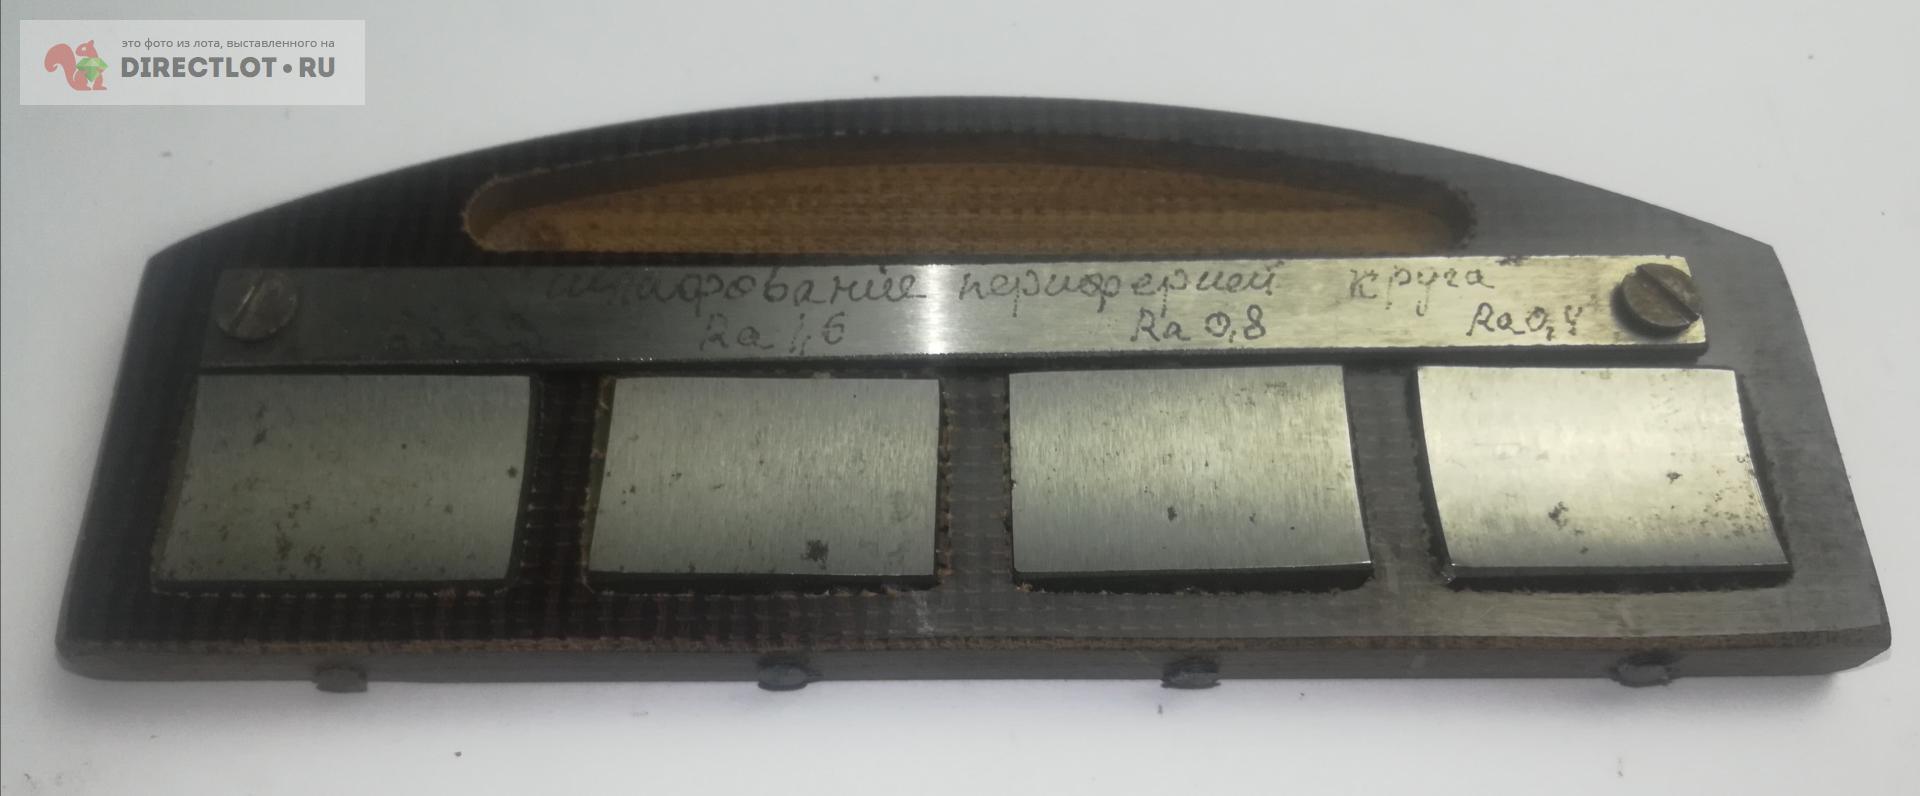 это фото из лота, выставленного на
DIRECTLOT•RU
шлифование периферией круга
Ra 1,6 Ra 0,8 Ra 0,4